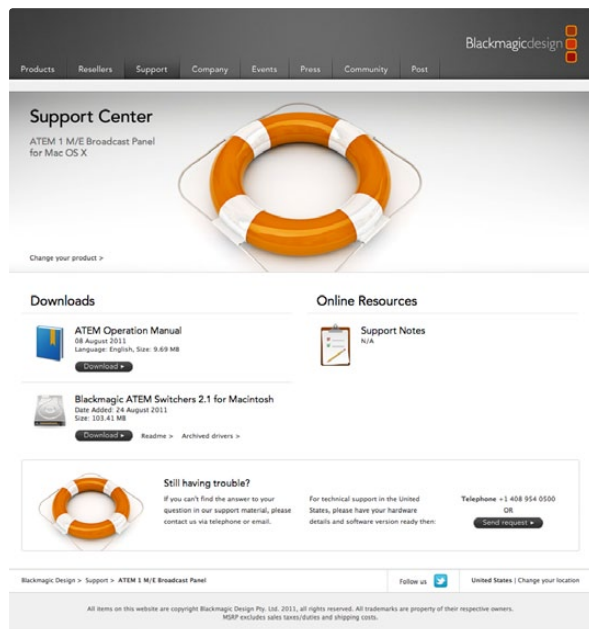 Blackmagicdesign
Products Resellers Support Company Events Press Community Post
Support Center
ATEM 1 M/E Broadcast Panel
for Mac OS X
Change your product >
Downloads
ATEM Operation Manual
08 August 2011
Language: English, Size: 9.69 MB
Download
Blackmagic ATEM Switchers 2.1 for Macintosh
Date Added: 24 August 2011
Size: 103.41 MB
Download Readme > Archived drivers >
Online Resources
Support Notes
N/A
Still having trouble?
If you can't find the answer to your
question in our support material, please
contact us via telephone or email.
For technical support in the United
States, please have your hardware
details and software version ready then:
Telephone +1 408 954 0500
OR
Send request
Blackmagic Design > Support > ATEM 1 M/E Broadcast Panel
Follow us
United States | Change your location
All items on this website are copyright Blackmagic Design Pty. Ltd. 2011, all rights reserved. All trademarks are property of their respective owners.
MSRP excludes sales taxes/duties and shipping costs.